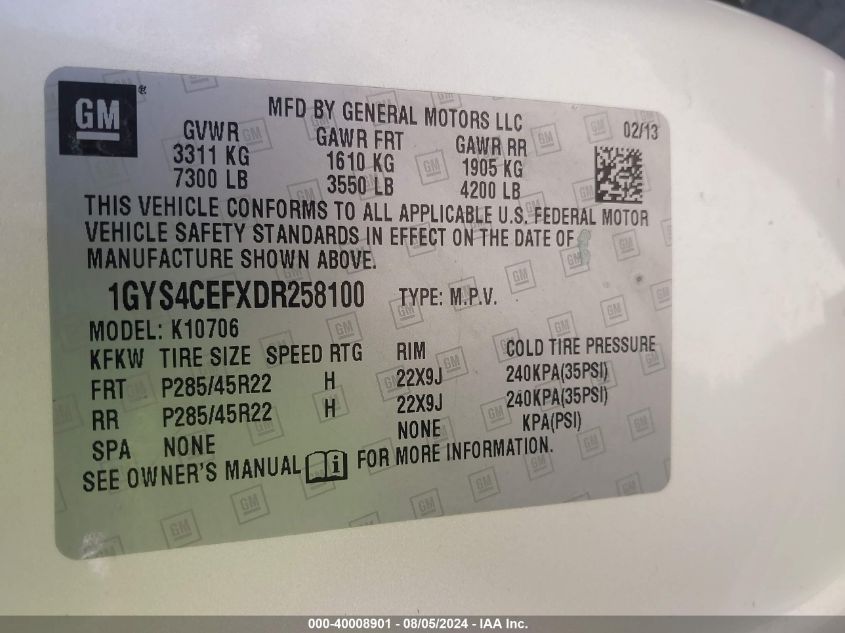 GM
®
MFD BY GENERAL MOTORS LLC
02/13
GVWR GAWR FRT GAWR RR
3311 KG 1610 KG 1905 KG
7300 LB 3550 LB 4200 LB
THIS VEHICLE CONFORMS TO ALL APPLICABLE U.S. FEDERAL MOTOR
VEHICLE SAFETY STANDARDS IN EFFECT ON THE DATE OF
MANUFACTURE SHOWN ABOVE.
1GYS4CEFXDR258100 TYPE: M.P.V.
MODEL: K10706
KFKW TIRE SIZE SPEED RTG RIM COLD TIRE PRESSURE
FRT P285/45R22 H 22X9J 240KPA(35PSI)
RR P285/45R22 H 22X9J 240KPA(35PSI)
SPA NONE NONE KPA(PSI)
SEE OWNER'S MANUAL i FOR MORE INFORMATION.
000-40008901 - 08/05/2024 - IAA Inc.